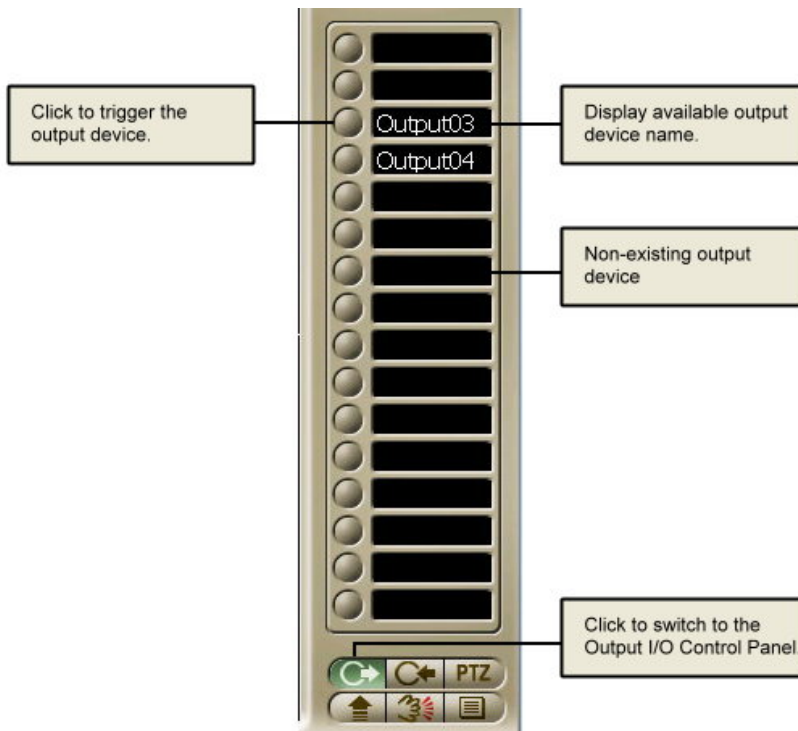 Click to trigger the
output device.
Output03
Display available output
device name.
Output04
Non-existing output
device
Click to switch to the
Output I/O Control Panel.
PTZ